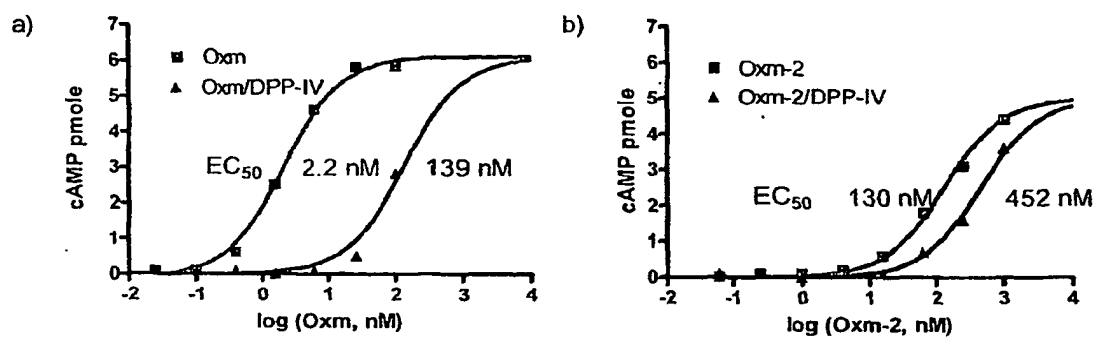 a)
7
6
5
4
3
2
1
0
cAMP pmole
Oxm
Oxm/DPP-IV
EC50 2.2 nM 139 nM
-2 -1 0 1 2 3 4
log (Oxm, nM)
b)
7
6
5
4
3
2
1
0
cAMP pmole
Oxm-2
Oxm-2/DPP-IV
EC50 130 nM 452 nM
-2 -1 0 1 2 3 4
log (Oxm-2, nM)